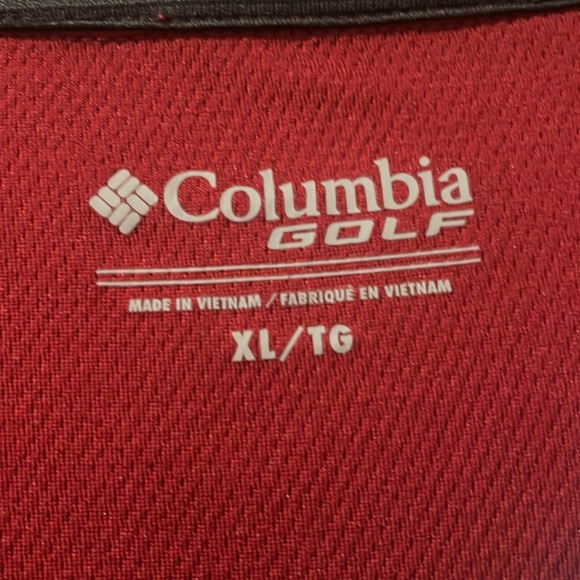 Columbia
GOLF
MADE IN VIETNAM / FABRIQUÉ EN VIETNAM
XL/TG